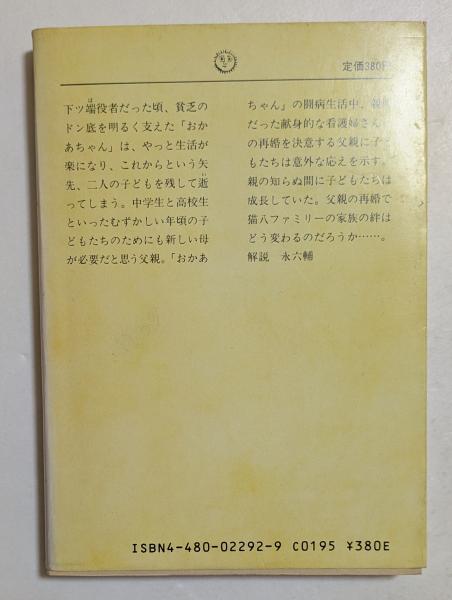 定価380円
下ツ端役者だった頃、貧乏の
ドン底を明るく支えた「おか
あちゃん」は、やっと生活が
楽になり、これからという矢
先、二人の子どもを残して逝
ってしまう。中学生と高校生
といったむずかしい年頃の子
どもたちのためにも新しい母
が必要だと思う父親。「おかあ
ちゃん」の闘病生活中、親
だった献身的な看護婦さん
の再婚を決意する父親に子
もたちは意外な応えを示す。
親の知らぬ間に子どもたちは
成長していた。父親の再婚で
猫八ファミリーの家族の絆は
どう変わるのだろうか……。
解説　永六輔
ISBN4-480-02292-9 C0195 ¥380E